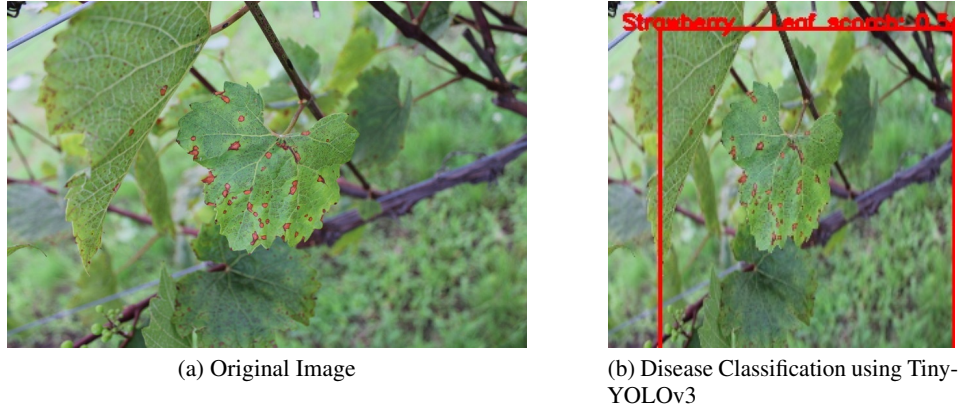 Strawberry Leaf scorch: 0.5
(a) Original Image
(b) Disease Classification using Tiny-
YOLOv3